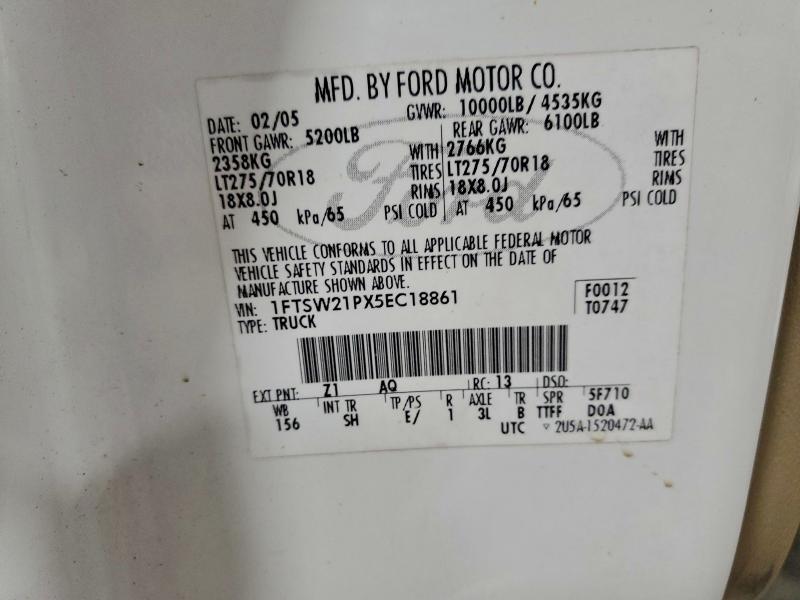 MFD. BY FORD MOTOR CO.
DATE: 02/05 GVWR: 10000LB/ 4535KG
FRONT GAWR: 5200LB REAR GAWR: 6100LB
2358KG WITH 2766KG WITH
LT275/70R18 TIRES LT275/70R18 TIRES
18X8.0J RIMS 18X8.0J RIMS
AT 450 kPa/65 PSI COLD AT 450 kPa/65 PSI COLD
Ford
THIS VEHICLE CONFORMS TO ALL APPLICABLE FEDERAL MOTOR
VEHICLE SAFETY STANDARDS IN EFFECT ON THE DATE OF
MANUFACTURE SHOWN ABOVE.
VIN: 1FTSW21PX5EC18861 F0012
TYPE: TRUCK T0747
EXT PNT: Z1 AQ RC: 13 DSO:
WB INT TR TP/PS R AXLE TR SPR 5F710
156 SH E/ 1 3L B TTFF DOA
UTC 2U5A-1520472-AA